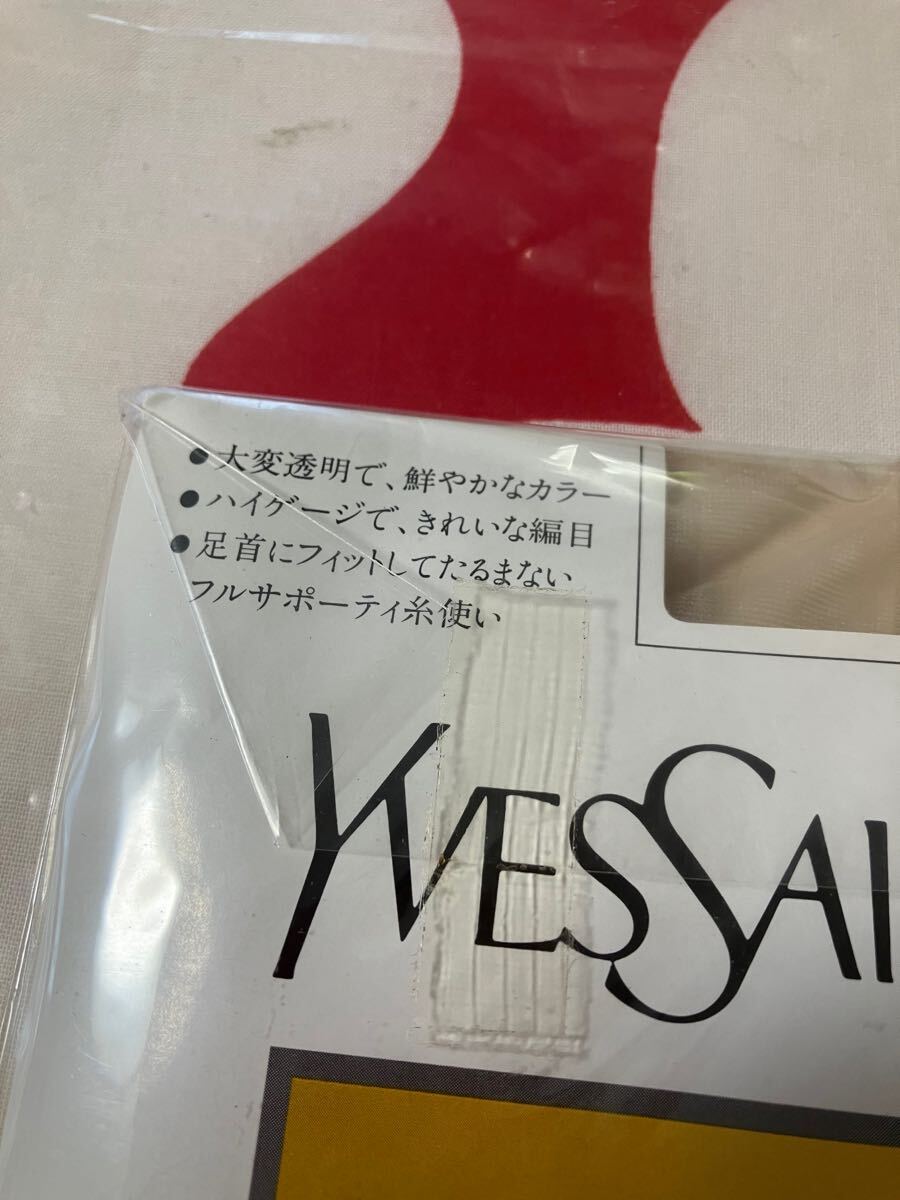 ●大変透明で、鮮やかなカラー
●ハイゲージで、きれいな編目
●足首にフィットしてたるまない
フルサポーティ糸使い
YVESSAI